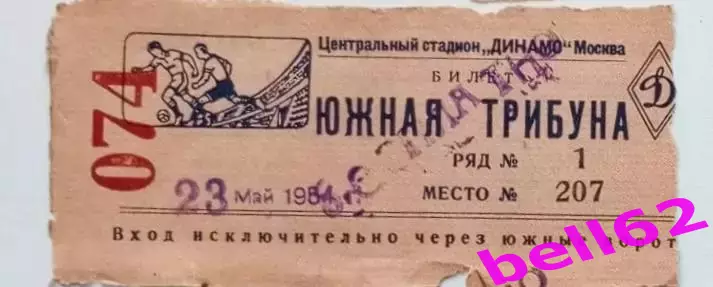 074
Центральный стадион „ДИНАМО“ Москва
БИЛЕТ
ЮЖНАЯ ТРИБУНА
Д
РЯД № 1
23 Май 1954
МЕСТО № 207
Вход исключительно через южные ворот
bell62